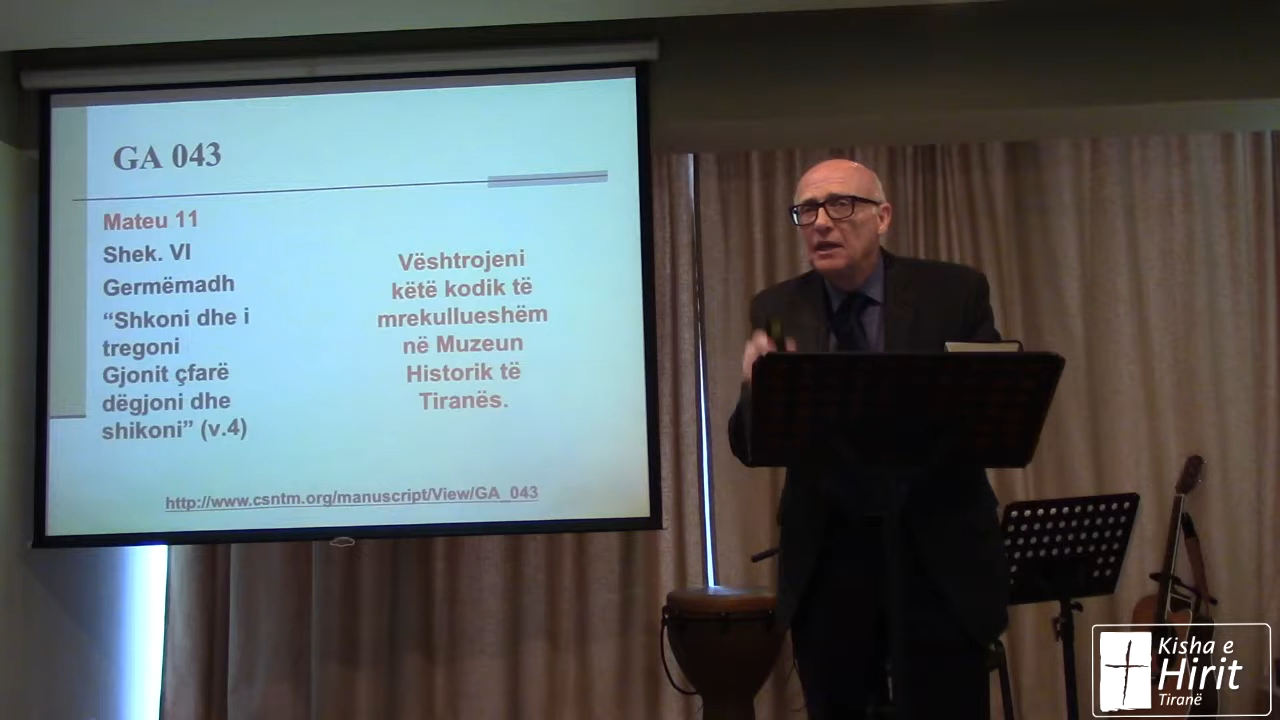 GA 043
Mateu 11
Shek. VI
Germëmadh
“Shkoni dhe i
tregoni
Gjonit çfarë
dëgjoni dhe
shikoni” (v.4)
Vështrojeni
këtë kodik të
mrekullueshëm
në Muzeun
Historik të
Tiranës.
http://www.csntm.org/manuscript/View/GA_043
Kisha e
Hirit
Tiranë